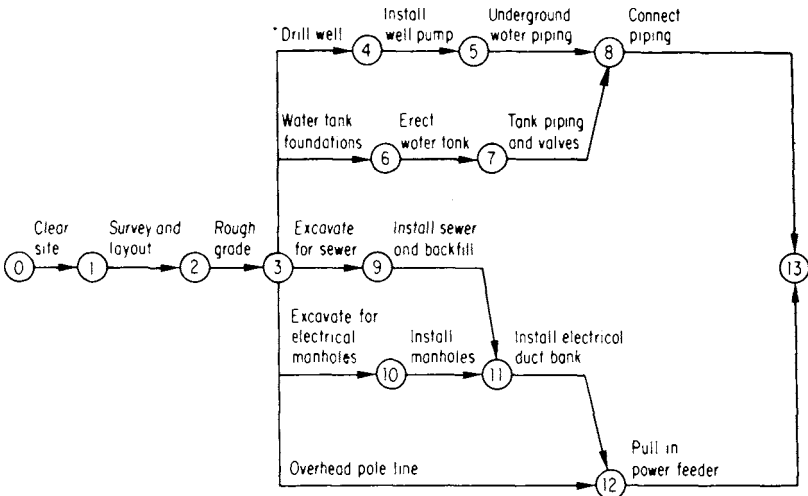 Drill well
Install
well pump
Underground
water piping
Connect
piping
4
5
8
Water tank
foundations
Erect
water tank
Tank piping
and valves
6
7
Clear
site
Survey and
layout
Rough
grade
Excavate
for sewer
Install sewer
and backfill
0
1
2
3
9
13
Excavate for
electrical
manholes
Install
manholes
Install electrical
duct bank
10
11
Overhead pole line
Pull in
power feeder
12